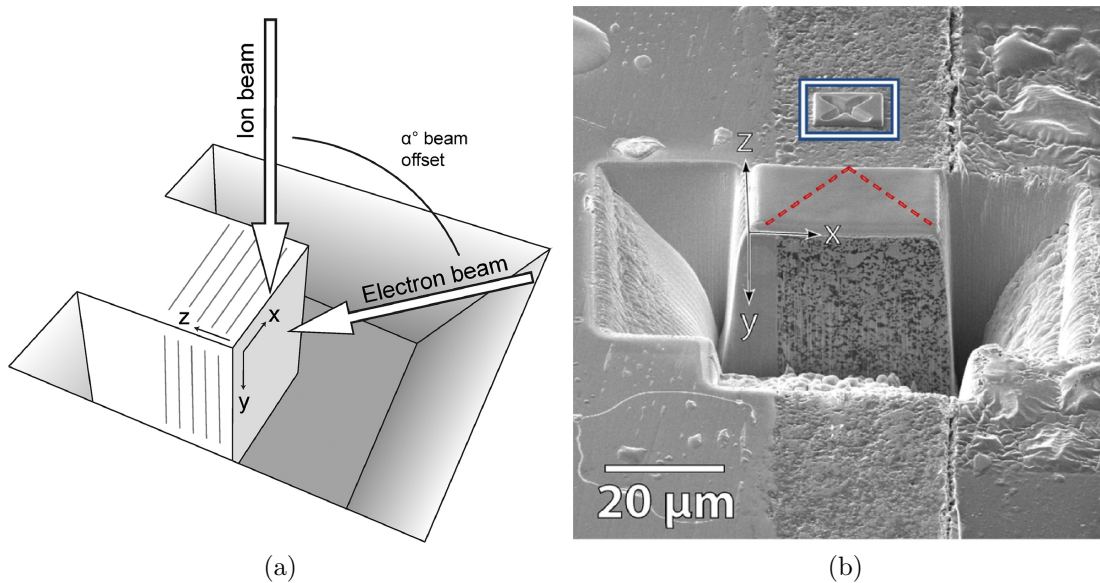 Ion beam
α° beam
offset
Electron beam
z
x
y
z
x
y
20 μm
(a)
(b)